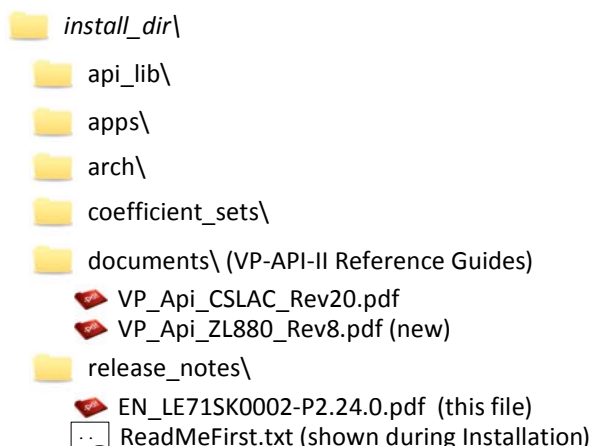 install_dir\
api_lib\
apps\
arch\
coefficient_sets\
documents\ (VP-API-II Reference Guides)
VP_Api_CSLAC_Rev20.pdf
VP_Api_ZL880_Rev8.pdf (new)
release_notes\
EN_LE71SK0002-P2.24.0.pdf (this file)
ReadMeFirst.txt (shown during Installation)